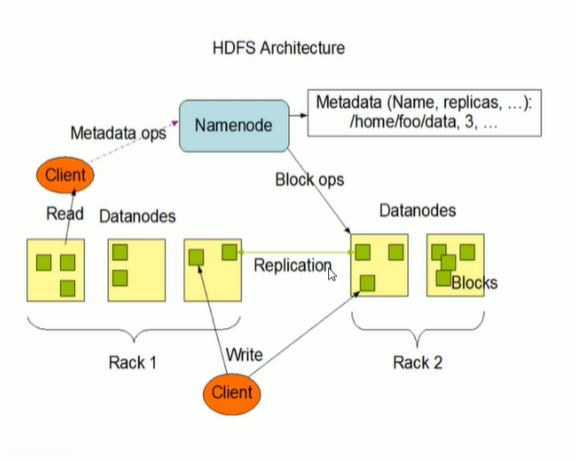 HDFS Architecture
Metadata (Name, replicas, ...):
/home/foo/data, 3, ...
Namenode
Metadata ops
Client
Block ops
Read
Datanodes
Datanodes
Replication
Blocks
Rack 1
Write
Rack 2
Client